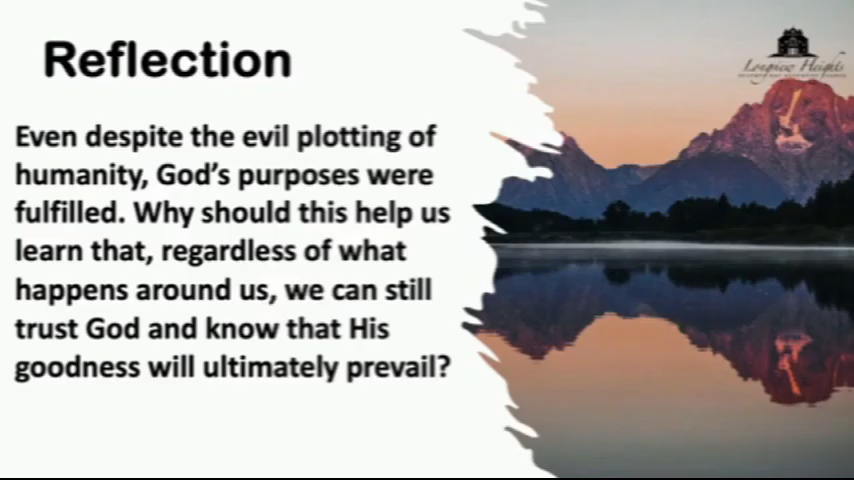 Reflection
Longview Heights
Even despite the evil plotting of
humanity, God’s purposes were
fulfilled. Why should this help us
learn that, regardless of what
happens around us, we can still
trust God and know that His
goodness will ultimately prevail?